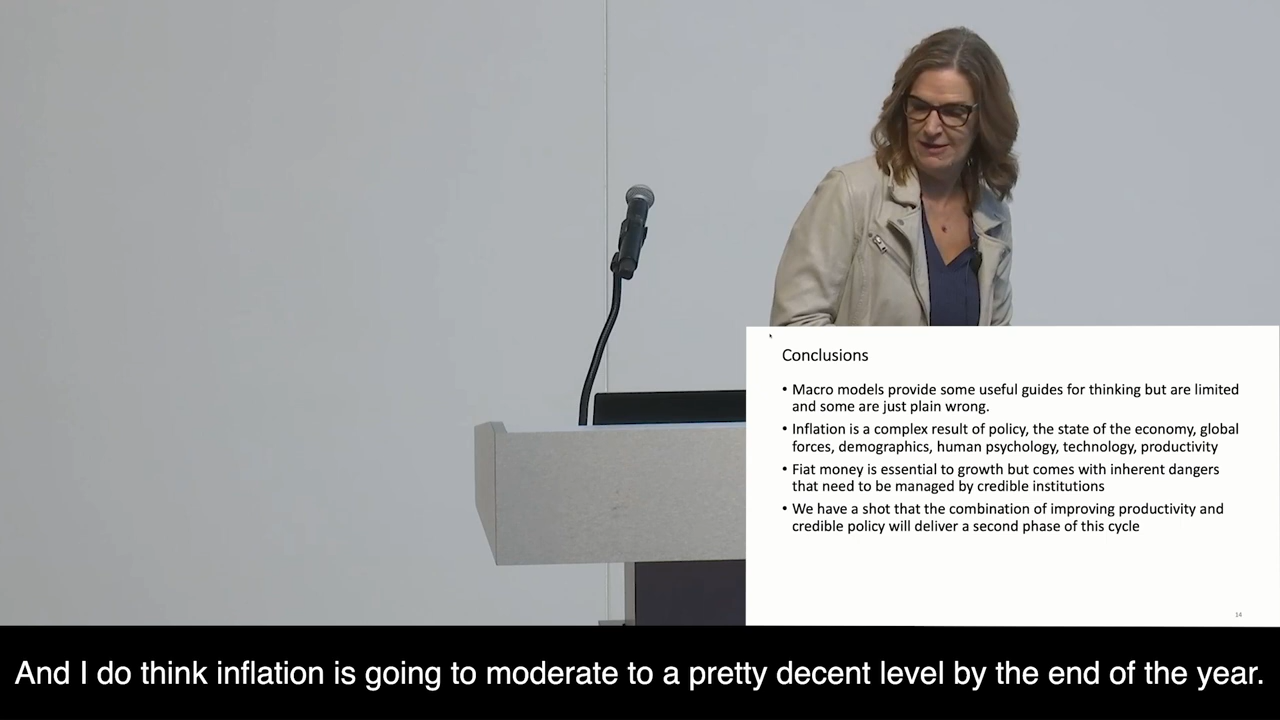 Conclusions
• Macro models provide some useful guides for thinking but are limited
and some are just plain wrong.
• Inflation is a complex result of policy, the state of the economy, global
forces, demographics, human psychology, technology, productivity
• Fiat money is essential to growth but comes with inherent dangers
that need to be managed by credible institutions
• We have a shot that the combination of improving productivity and
credible policy will deliver a second phase of this cycle
14
And I do think inflation is going to moderate to a pretty decent level by the end of the year.